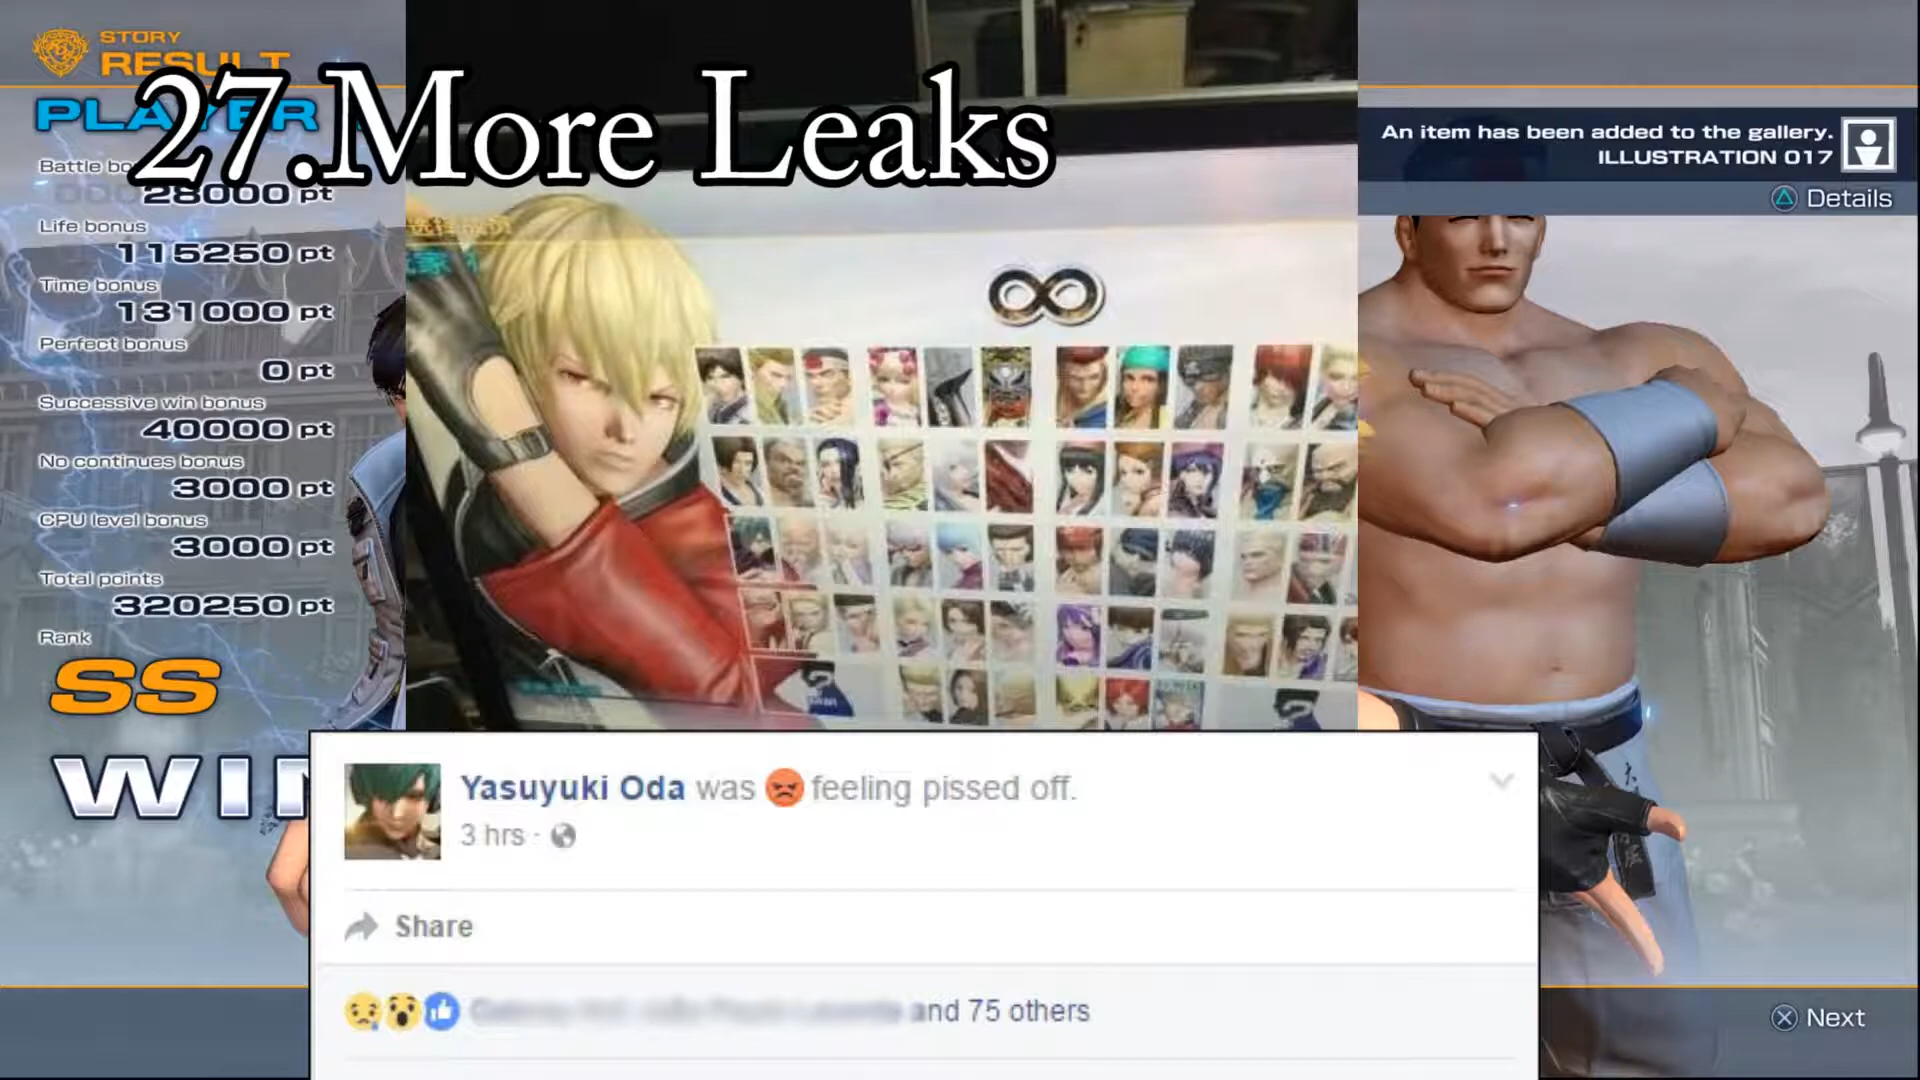 STORY
RESULT
PLAYER
27.More Leaks
28000 pt
Life bonus
115250 pt
Time bonus
131000 pt
Perfect bonus
0 pt
Successive win bonus
40000 pt
No continues bonus
3000 pt
CPU level bonus
3000 pt
Total points
320250 pt
Rank
SS
An item has been added to the gallery.
ILLUSTRATION 017
Details
Yasuyuki Oda was feeling pissed off.
3 hrs ·
Share
and 75 others
Next